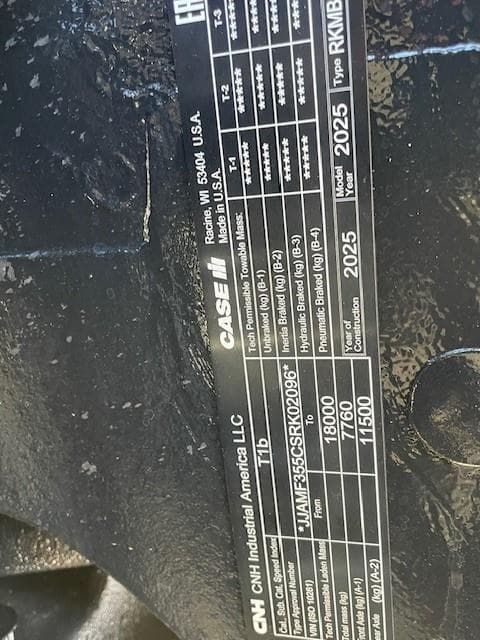 CNH CNH Industrial America LLC
CASE IH
Racine, WI 53404 U.S.A.
Made in U.S.A.
Cat., Sub. Cat, Speed Index T1b
Type Approval Number
VIN (ISO 10261) *JJAMF355CSRK02096*
From To
Tech Permissible Laden Mass
Total mass (kg) 18000
Axle (kg) (A-1) 7760
Axle (kg) (A-2) 11500
Tech Permissible Towable Mass: T-1 T-2 T-3
Unbraked (kg) (B-1) ***** ***** *****
Inertia Braked (kg) (B-2) ***** ***** *****
Hydraulic Braked (kg) (B-3) ***** *****
Pneumatic Braked (kg) (B-4) ***** *****
Year of Construction 2025 Model Year 2025 Type RKMB